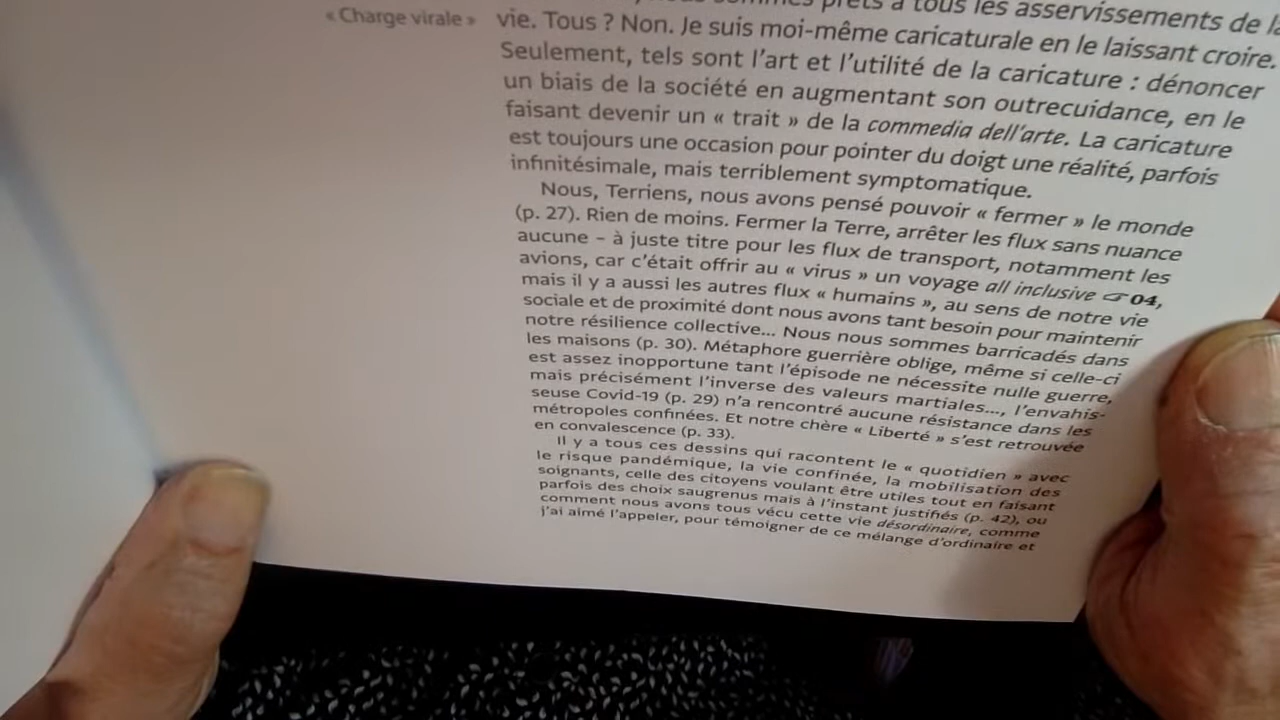 « Charge virale »
prêts à tous les asservissements de la
vie. Tous ? Non. Je suis moi-même caricaturale en le laissant croire.
Seulement, tels sont l'art et l'utilité de la caricature : dénoncer
un biais de la société en augmentant son outrecuidance, en le
faisant devenir un « trait » de la commedia dell'arte. La caricature
est toujours une occasion pour pointer du doigt une réalité, parfois
infinitésimale, mais terriblement symptomatique.
Nous, Terriens, nous avons pensé pouvoir « fermer » le monde
(p. 27). Rien de moins. Fermer la Terre, arrêter les flux sans nuance
aucune – à juste titre pour les flux de transport, notamment les
avions, car c'était offrir au « virus » un voyage all inclusive ☞ 04,
mais il y a aussi les autres flux « humains », au sens de notre vie
sociale et de proximité dont nous avons tant besoin pour maintenir
notre résilience collective... Nous nous sommes barricadés dans
les maisons (p. 30). Métaphore guerrière oblige, même si celle-ci
est assez inopportune tant l'épisode ne nécessite nulle guerre,
mais précisément l'inverse des valeurs martiales..., l'envahis-
seuse Covid-19 (p. 29) n'a rencontré aucune résistance dans les
métropoles confinées. Et notre chère « Liberté » s'est retrouvée
en convalescence (p. 33).
Il y a tous ces dessins qui racontent le « quotidien » avec
le risque pandémique, la vie confinée, la mobilisation des
soignants, celle des citoyens voulant être utiles tout en faisant
parfois des choix saugrenus mais à l'instant justifiés (p. 42), ou
comment nous avons tous vécu cette vie désordinaire, comme
j'ai aimé l'appeler, pour témoigner de ce mélange d'ordinaire et